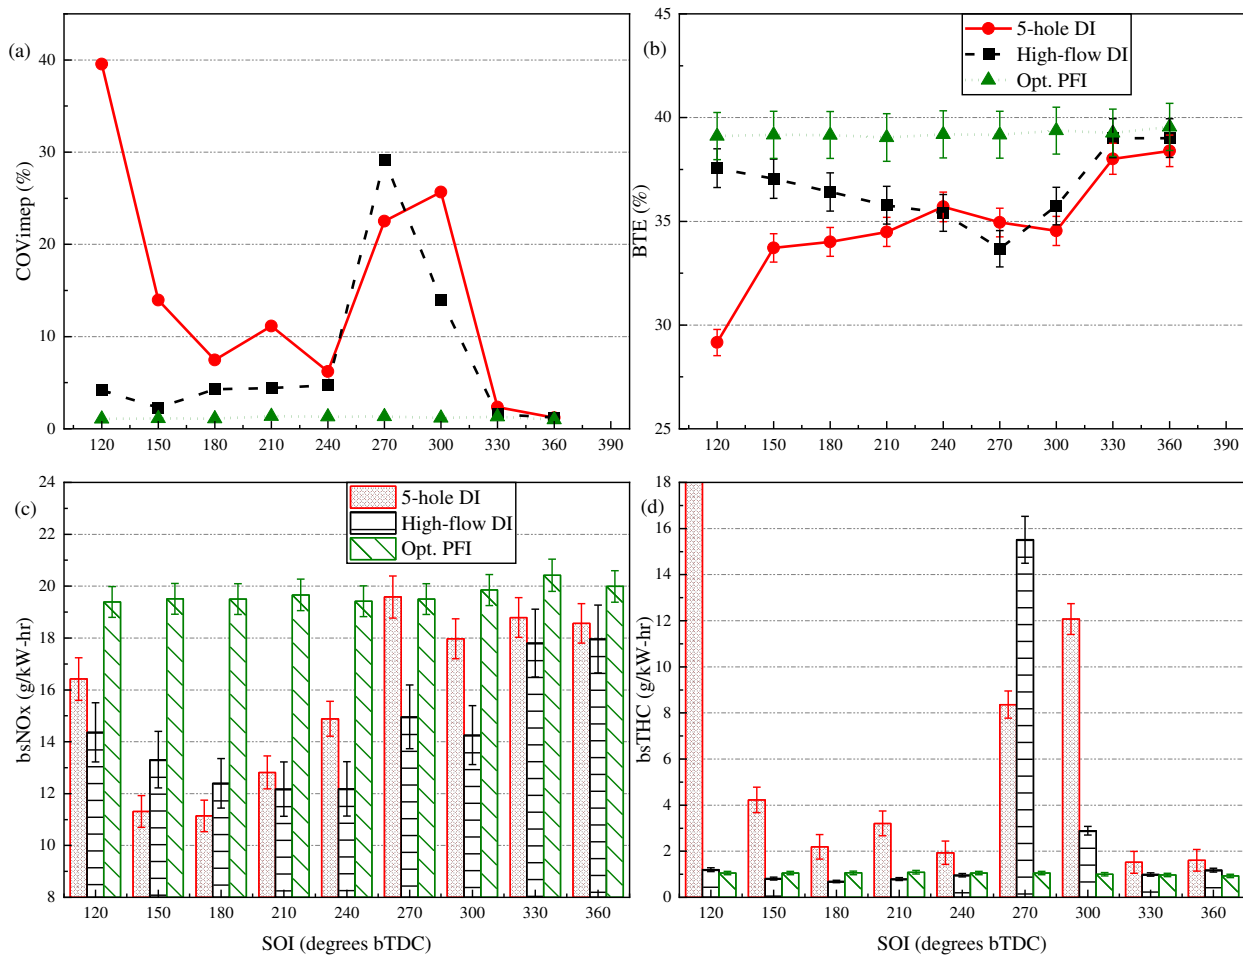 (a)
COVimep (%)
40
30
20
10
0
120 150 180 210 240 270 300 330 360 390
(b)
BTE (%)
45
40
35
30
25
5-hole DI
High-flow DI
Opt. PFI
120 150 180 210 240 270 300 330 360 390
(c)
bsNOx (g/kW-hr)
24
22
20
18
16
14
12
10
8
5-hole DI
High-flow DI
Opt. PFI
120 150 180 210 240 270 300 330 360
SOI (degrees bTDC)
(d)
bsTHC (g/kW-hr)
18
16
14
12
10
8
6
4
2
0
120 150 180 210 240 270 300 330 360
SOI (degrees bTDC)